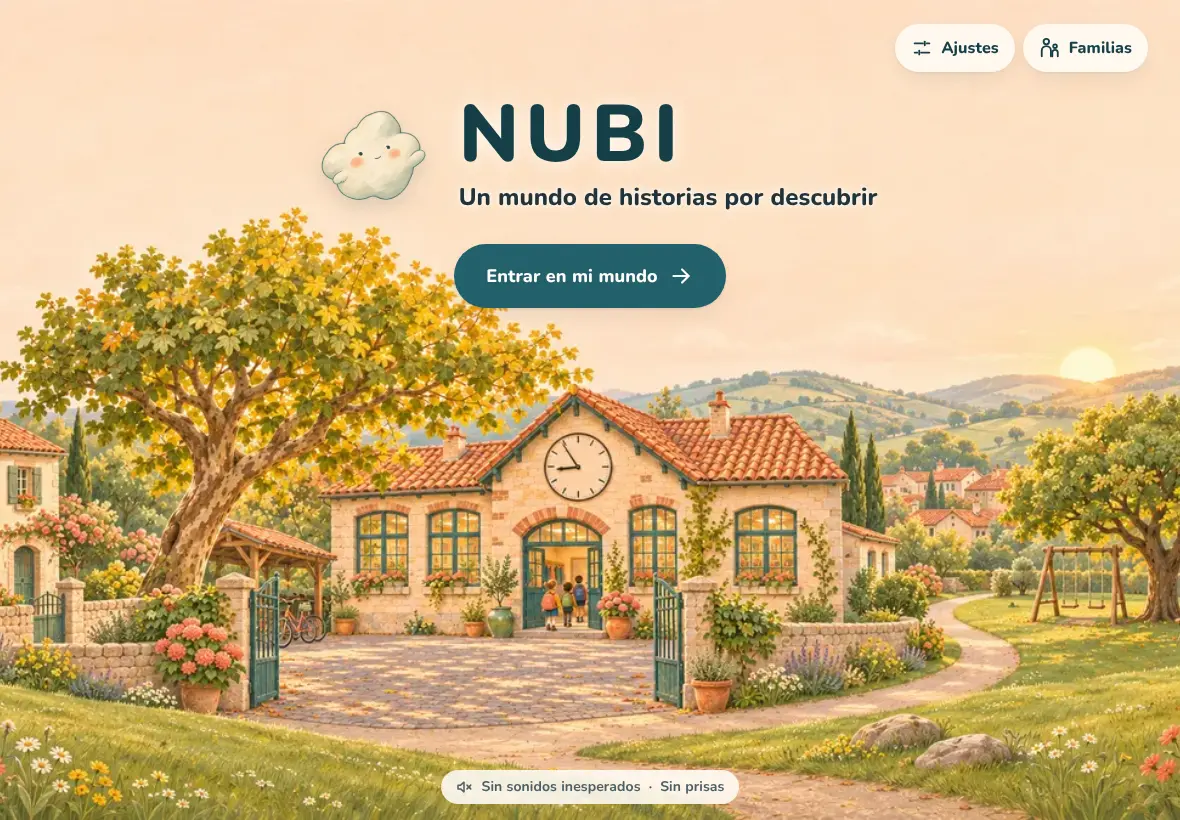 Ajustes
Familias
NUBI
Un mundo de historias por descubrir
Entrar en mi mundo
Sin sonidos inesperados · Sin prisas